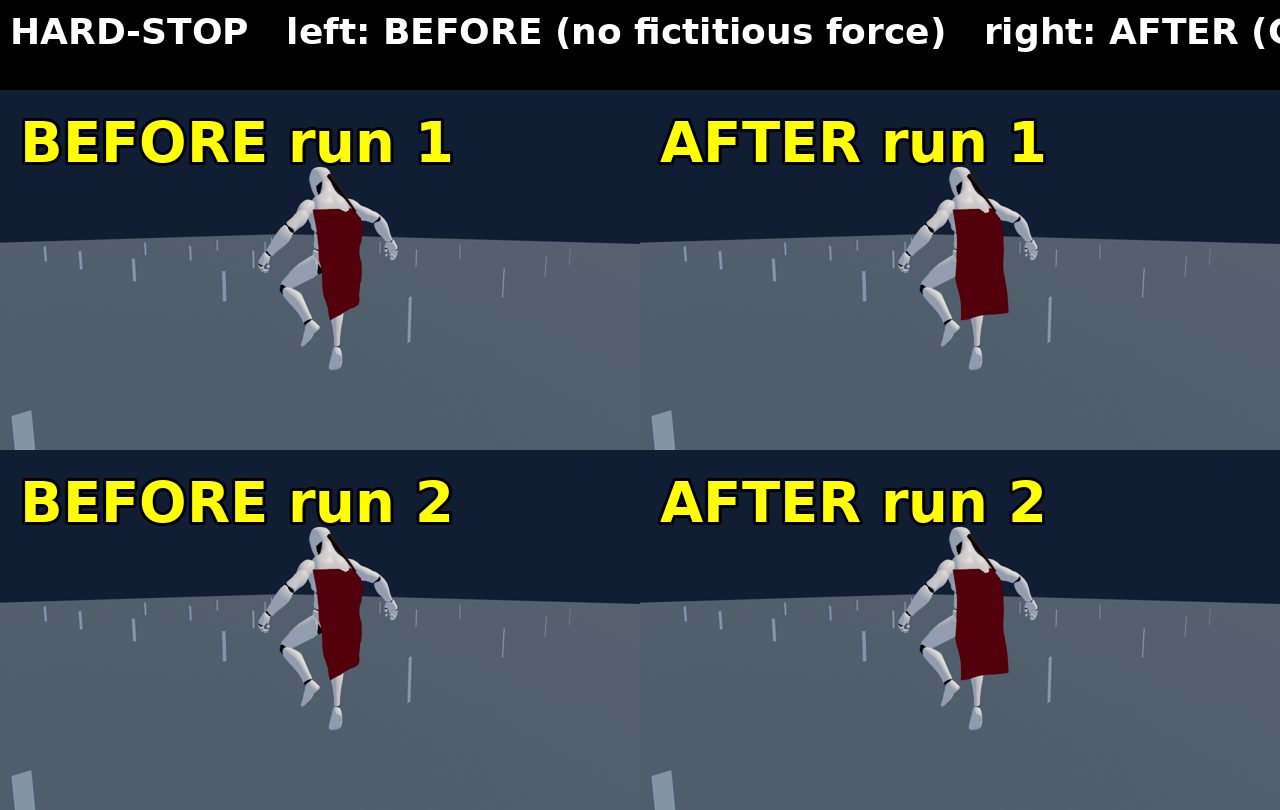 HARD-STOP left: BEFORE (no fictitious force) right: AFTER (
BEFORE run 1
AFTER run 1
BEFORE run 2
AFTER run 2